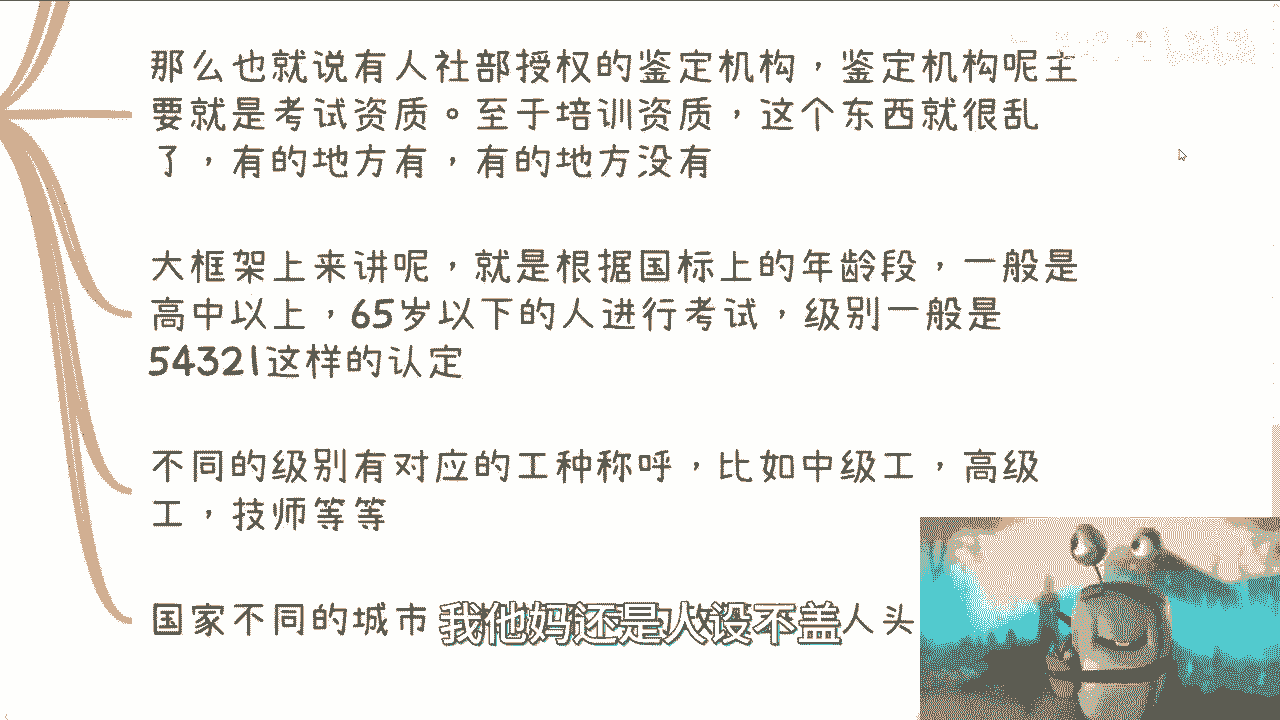 那么也就说有人社部授权的鉴定机构，鉴定机构呢主
要就是考试资质。至于培训资质，这个东西就很乱
了，有的地方有，有的地方没有
大框架上来讲呢，就是根据国标上的年龄段，一般是
高中以上，65岁以下的人进行考试，级别一般是
54321这样的认定
不同的级别有对应的工种称呼，比如中级工，高级
工，技师等等
国家不同的城市
人头
我他妈还是人设不盖